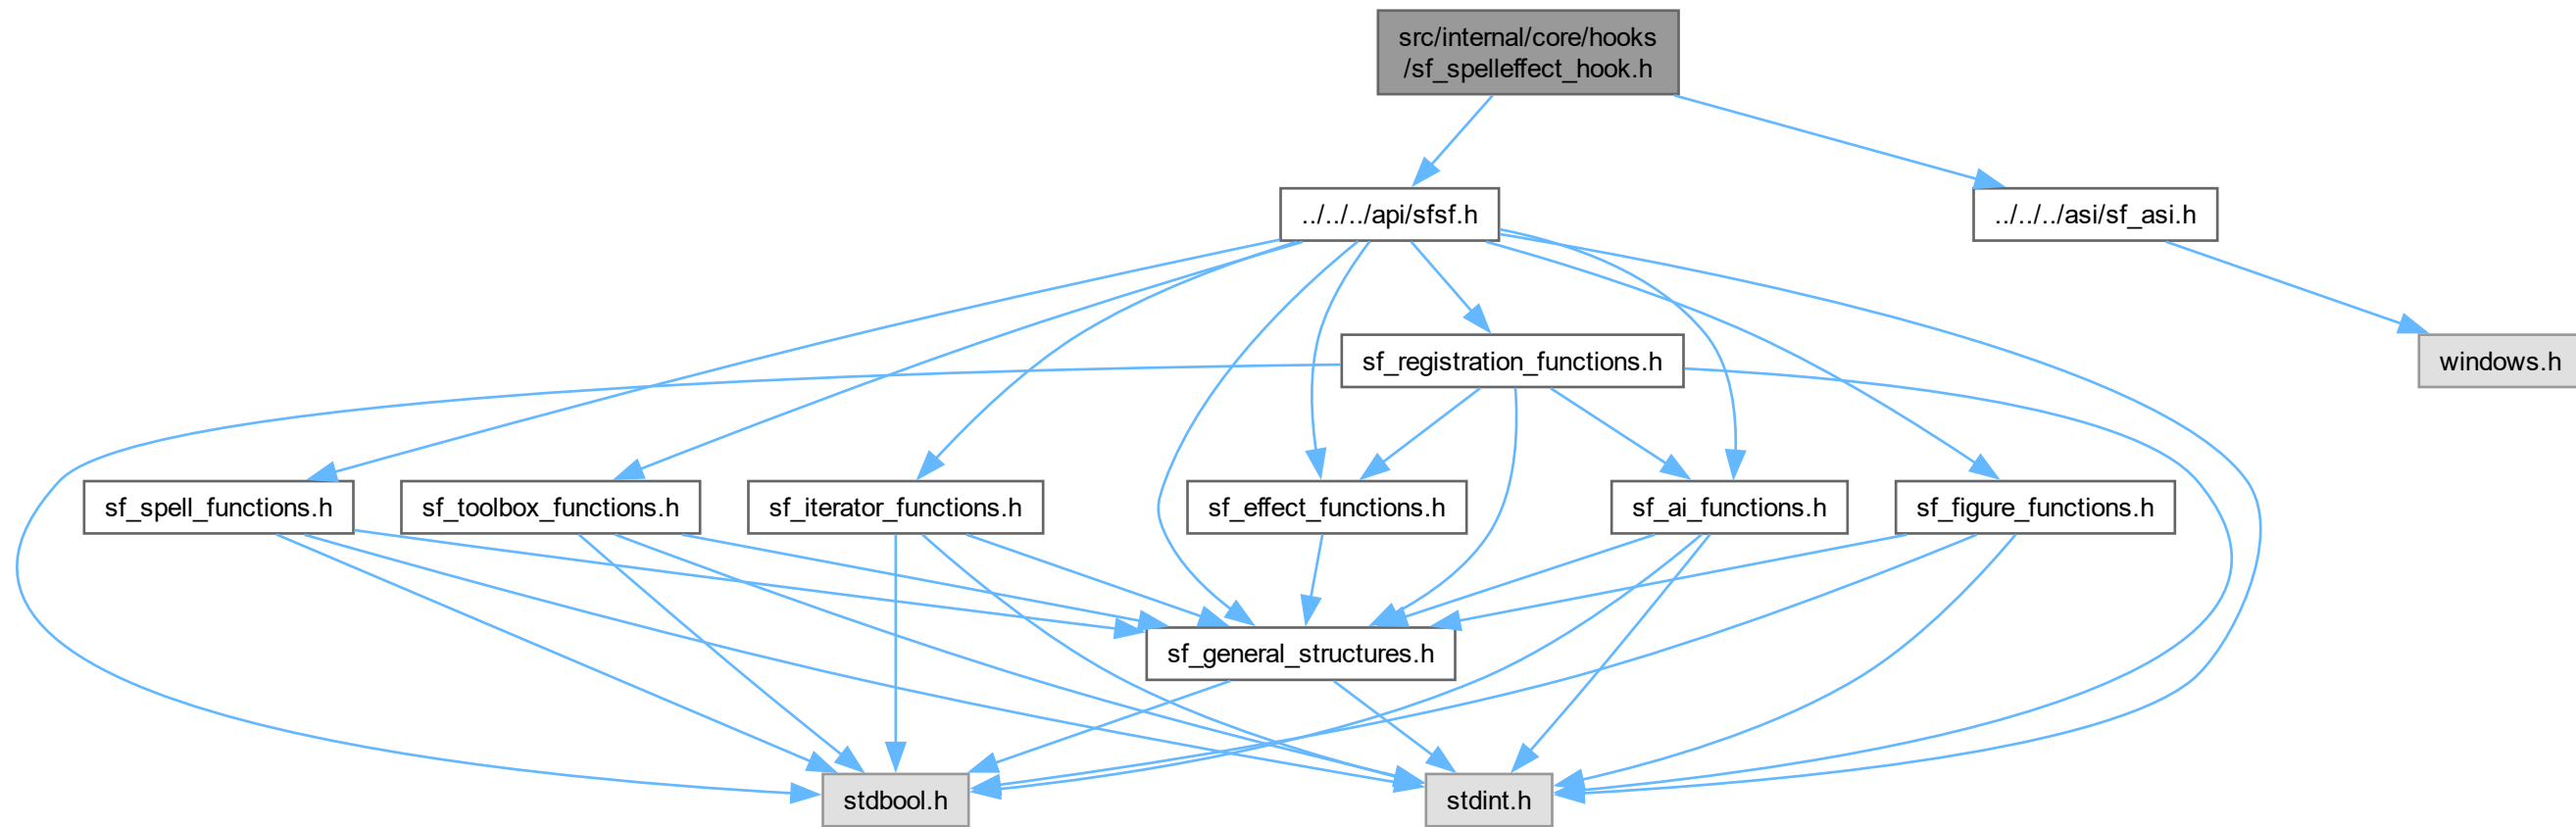 src/internal/core/hooks
/sf_spelleffect_hook.h
../../../api/sfsf.h
../../../asi/sf_asi.h
sf_registration_functions.h
windows.h
sf_spell_functions.h
sf_toolbox_functions.h
sf_iterator_functions.h
sf_effect_functions.h
sf_ai_functions.h
sf_figure_functions.h
sf_general_structures.h
stdbool.h
stdint.h